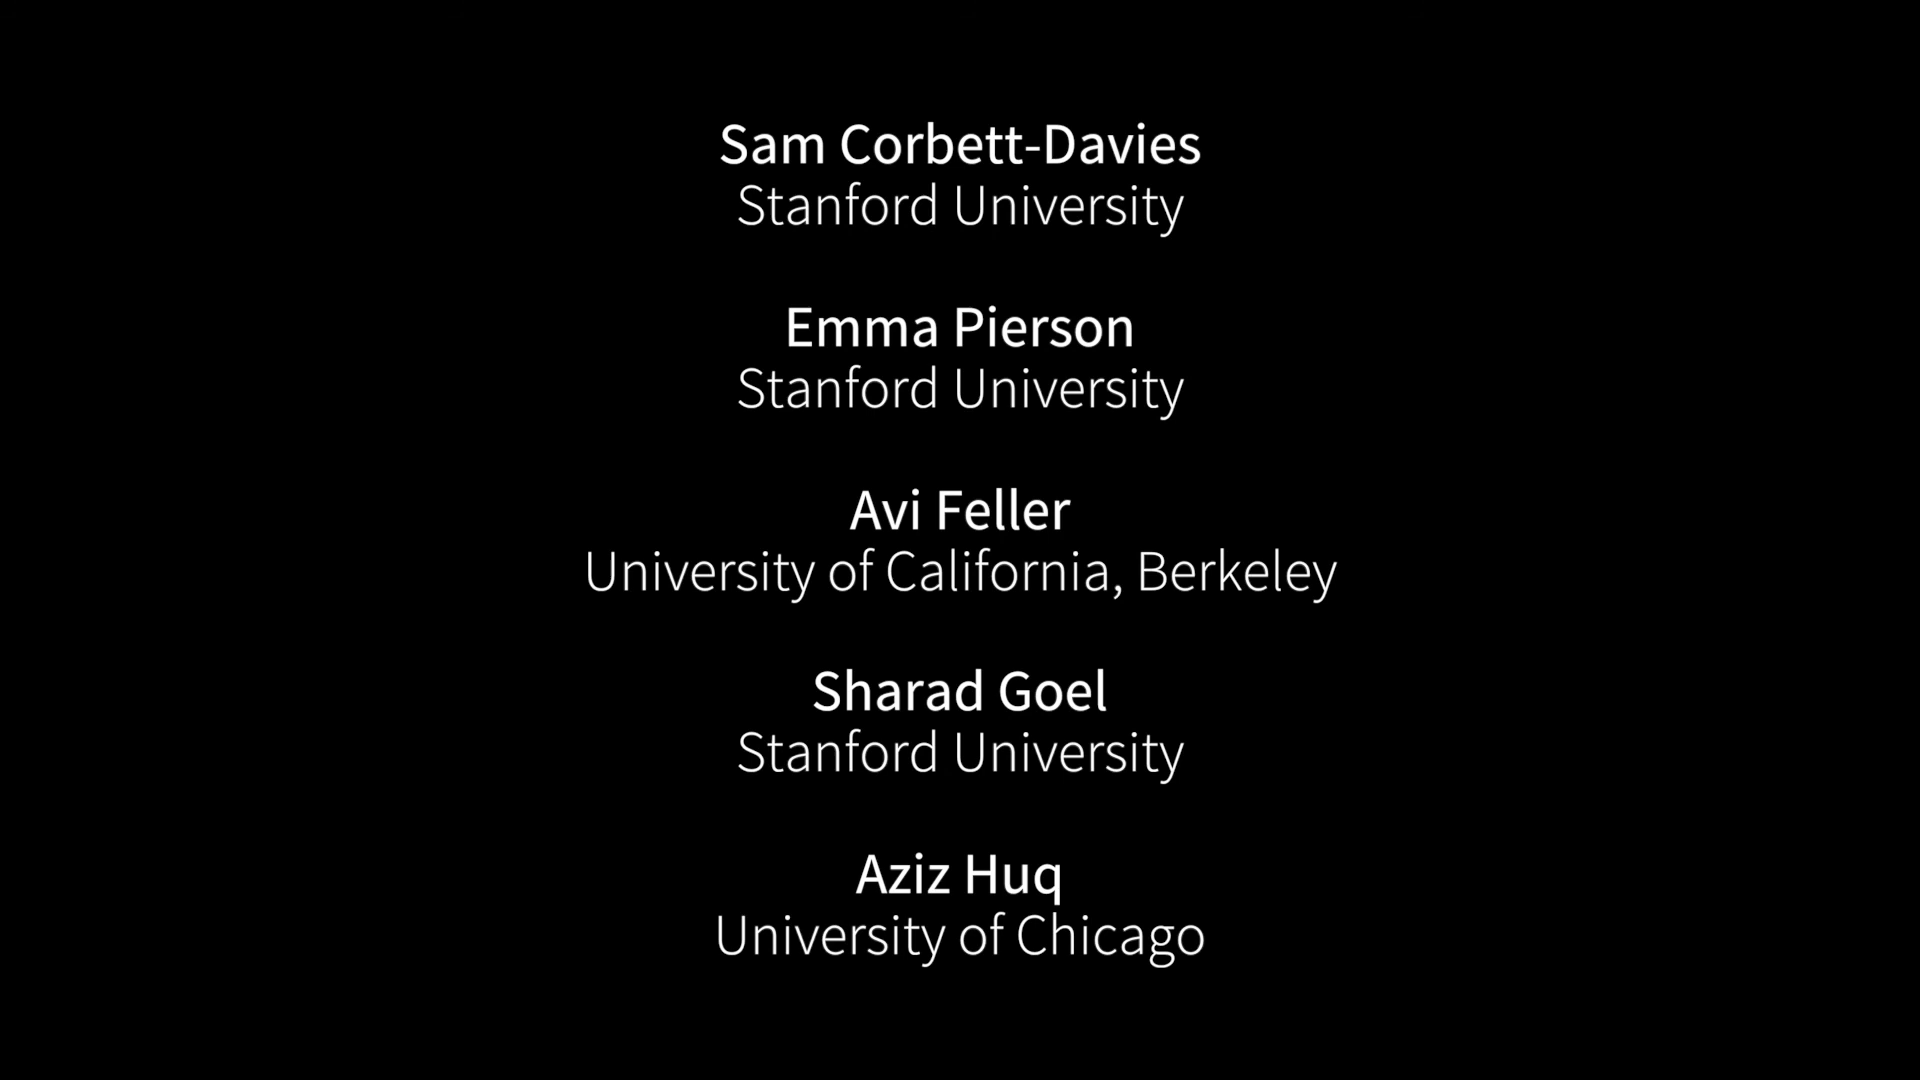 Sam Corbett-Davies
Stanford University
Emma Pierson
Stanford University
Avi Feller
University of California, Berkeley
Sharad Goel
Stanford University
Aziz Huq
University of Chicago